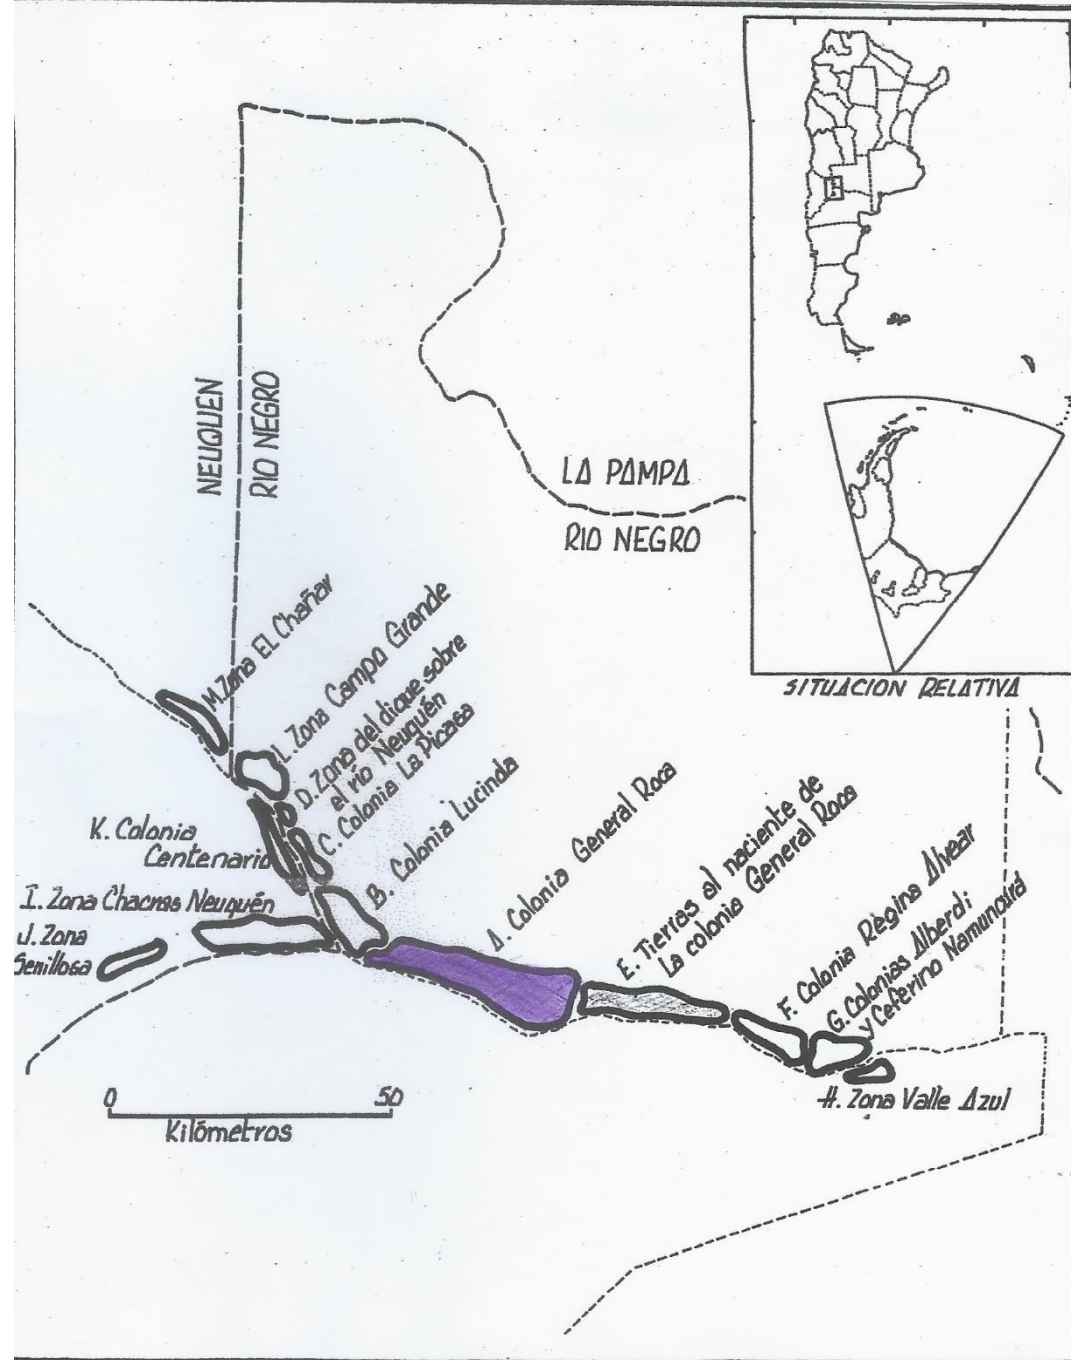 NEUQUEN
RIO NEGRO
LA PAMPA
RIO NEGRO
SITUACION RELATIVA
M. Zona EL Chañar
L. Zona Campo Grande
D. Zona del dique sobre
el río Neuquén
C. Colonia La Picasa
B. Colonia Lucinda
K. Colonia
Centenario
I. Zona Chacras Neuquén
J. Zona
Senillosa
A. Colonia General Roca
E. Tierras al naciente de
La colonia General Roca
F. Colonia Regina Alvear
G. Colonias Alberdi
y Ceferino Namuncurá
H. Zona Valle Azul
0 50
Kilómetros